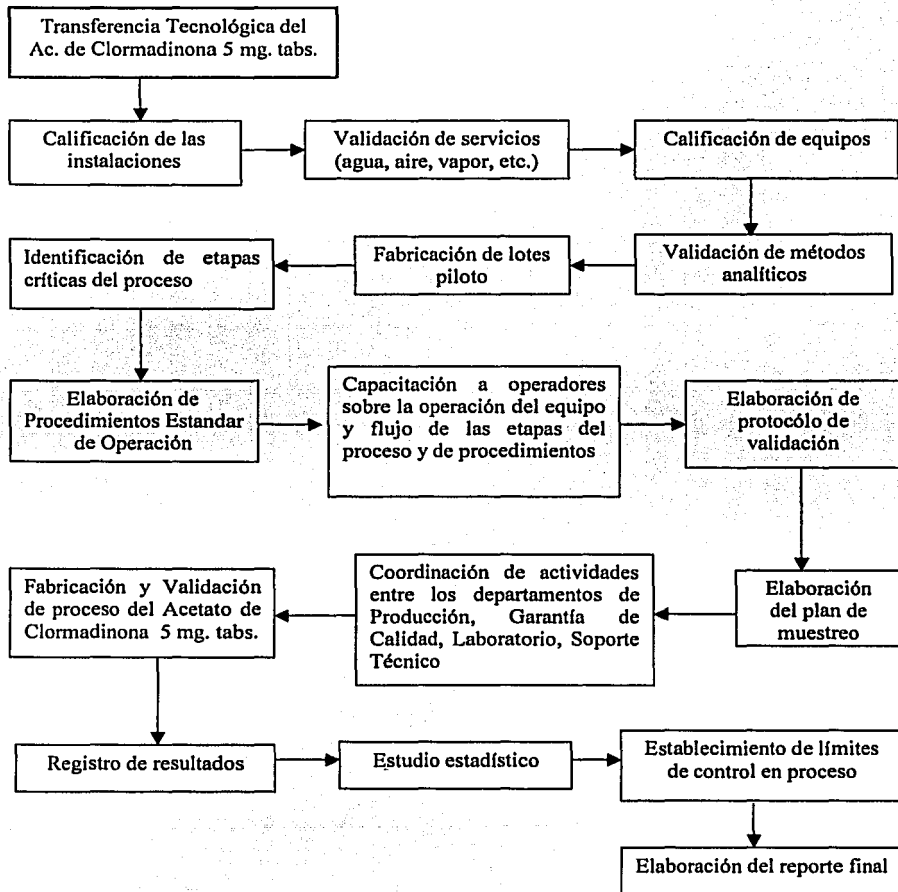 Transferencia Tecnológica del
Ac. de Clormadinona 5 mg. tabs.
Calificación de las
instalaciones
Validación de servicios
(agua, aire, vapor, etc.)
Calificación de equipos
Validación de métodos
analíticos
Fabricación de lotes
piloto
Identificación de etapas
críticas del proceso
Elaboración de
Procedimientos Estandar
de Operación
Capacitación a operadores
sobre la operación del equipo
y flujo de las etapas del
proceso y de procedimientos
Elaboración de
protocólo de
validación
Elaboración
del plan de
muestreo
Coordinación de actividades
entre los departamentos de
Producción, Garantía de
Calidad, Laboratorio, Soporte
Técnico
Fabricación y Validación
de proceso del Acetato de
Clormadinona 5 mg. tabs.
Registro de resultados
Estudio estadístico
Establecimiento de límites
de control en proceso
Elaboración del reporte final